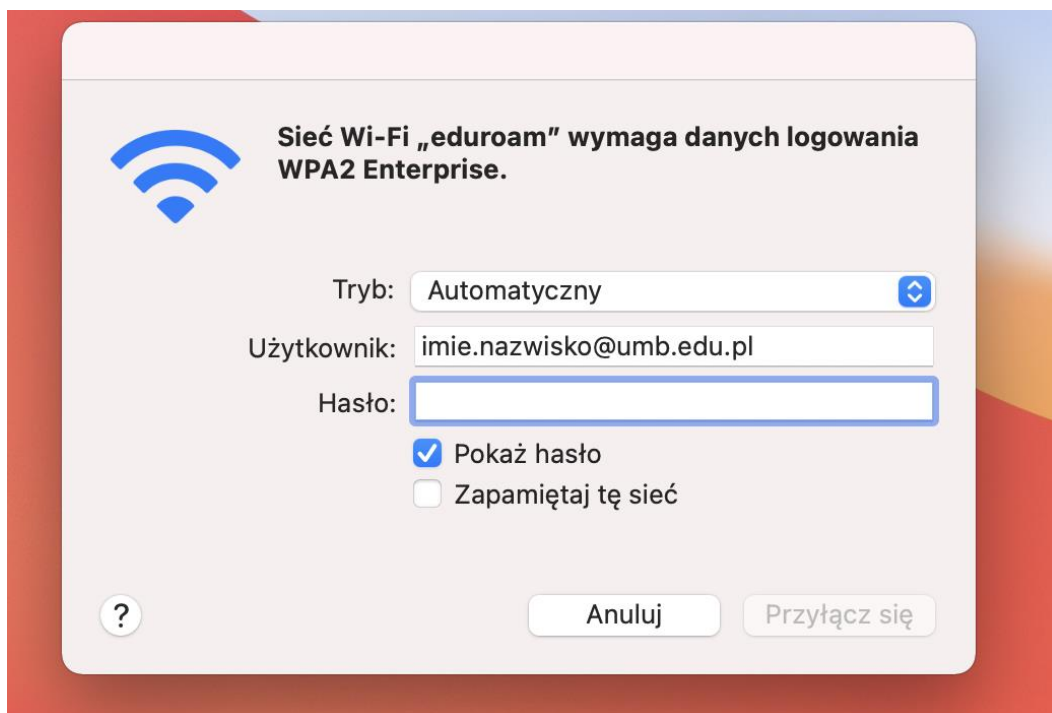 Sieć Wi-Fi „eduroam” wymaga danych logowania
WPA2 Enterprise.
Tryb: Automatyczny
Użytkownik: imie.nazwisko@umb.edu.pl
Hasło:
Pokaż hasło
Zapamiętaj tę sieć
? Anuluj Przyłącz się